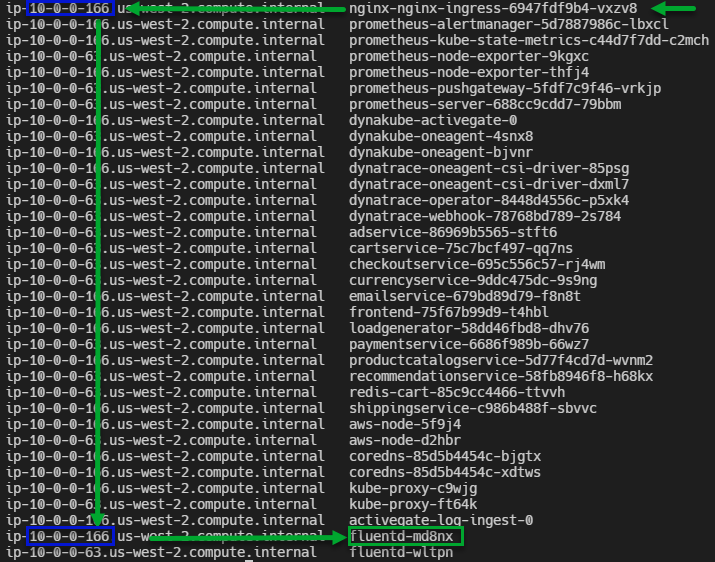 ip-10-0-0-166.us-west-2.compute.internal nginx-nginx-ingress-6947fdf9b4-vxzv8
ip-10-0-0-166.us-west-2.compute.internal prometheus-alertmanager-5d7887986c-lbxcl
ip-10-0-0-166.us-west-2.compute.internal prometheus-kube-state-metrics-c44d7f7dd-c2mch
ip-10-0-0-63.us-west-2.compute.internal prometheus-node-exporter-9kgxc
ip-10-0-0-166.us-west-2.compute.internal prometheus-node-exporter-thfj4
ip-10-0-0-166.us-west-2.compute.internal prometheus-pushgateway-5fdf7c9f46-vrkjp
ip-10-0-0-63.us-west-2.compute.internal prometheus-server-688cc9cdd7-79bbm
ip-10-0-0-166.us-west-2.compute.internal dynakube-activegate-0
ip-10-0-0-63.us-west-2.compute.internal dynakube-oneagent-4snx8
ip-10-0-0-166.us-west-2.compute.internal dynakube-oneagent-bjvnr
ip-10-0-0-166.us-west-2.compute.internal dynatrace-oneagent-csi-driver-85psg
ip-10-0-0-63.us-west-2.compute.internal dynatrace-oneagent-csi-driver-dxml7
ip-10-0-0-63.us-west-2.compute.internal dynatrace-operator-8448d4556c-p5xk4
ip-10-0-0-63.us-west-2.compute.internal dynatrace-webhook-78768bd789-2s784
ip-10-0-0-63.us-west-2.compute.internal adservice-86969b5565-stft6
ip-10-0-0-63.us-west-2.compute.internal cartservice-75c7bcf497-qq7ns
ip-10-0-0-166.us-west-2.compute.internal checkoutservice-695c556c57-rj4wm
ip-10-0-0-63.us-west-2.compute.internal currencyservice-9ddc475dc-9s9ng
ip-10-0-0-166.us-west-2.compute.internal emailservice-679bd89d79-f8n8t
ip-10-0-0-166.us-west-2.compute.internal frontend-75f67b99d9-t4hbl
ip-10-0-0-166.us-west-2.compute.internal loadgenerator-58dd46fbd8-dhv76
ip-10-0-0-63.us-west-2.compute.internal paymentservice-6686f989b-66wz7
ip-10-0-0-166.us-west-2.compute.internal productcatalogservice-5d77f4cd7d-wvnm2
ip-10-0-0-63.us-west-2.compute.internal recommendationservice-58fb8946f8-h68kx
ip-10-0-0-63.us-west-2.compute.internal redis-cart-85c9cc4466-ttvvh
ip-10-0-0-166.us-west-2.compute.internal shippingservice-c986b488f-sbvvc
ip-10-0-0-166.us-west-2.compute.internal aws-node-5f9j4
ip-10-0-0-63.us-west-2.compute.internal aws-node-d2hbr
ip-10-0-0-166.us-west-2.compute.internal coredns-85d5b4454c-bjgtx
ip-10-0-0-166.us-west-2.compute.internal coredns-85d5b4454c-xdtws
ip-10-0-0-166.us-west-2.compute.internal kube-proxy-c9wjg
ip-10-0-0-63.us-west-2.compute.internal kube-proxy-ft64k
ip-10-0-0-166.us-west-2.compute.internal activegate-log-ingest-0
ip-10-0-0-166.us-west-2.compute.internal fluentd-md8nx
ip-10-0-0-63.us-west-2.compute.internal fluentd-wltpn